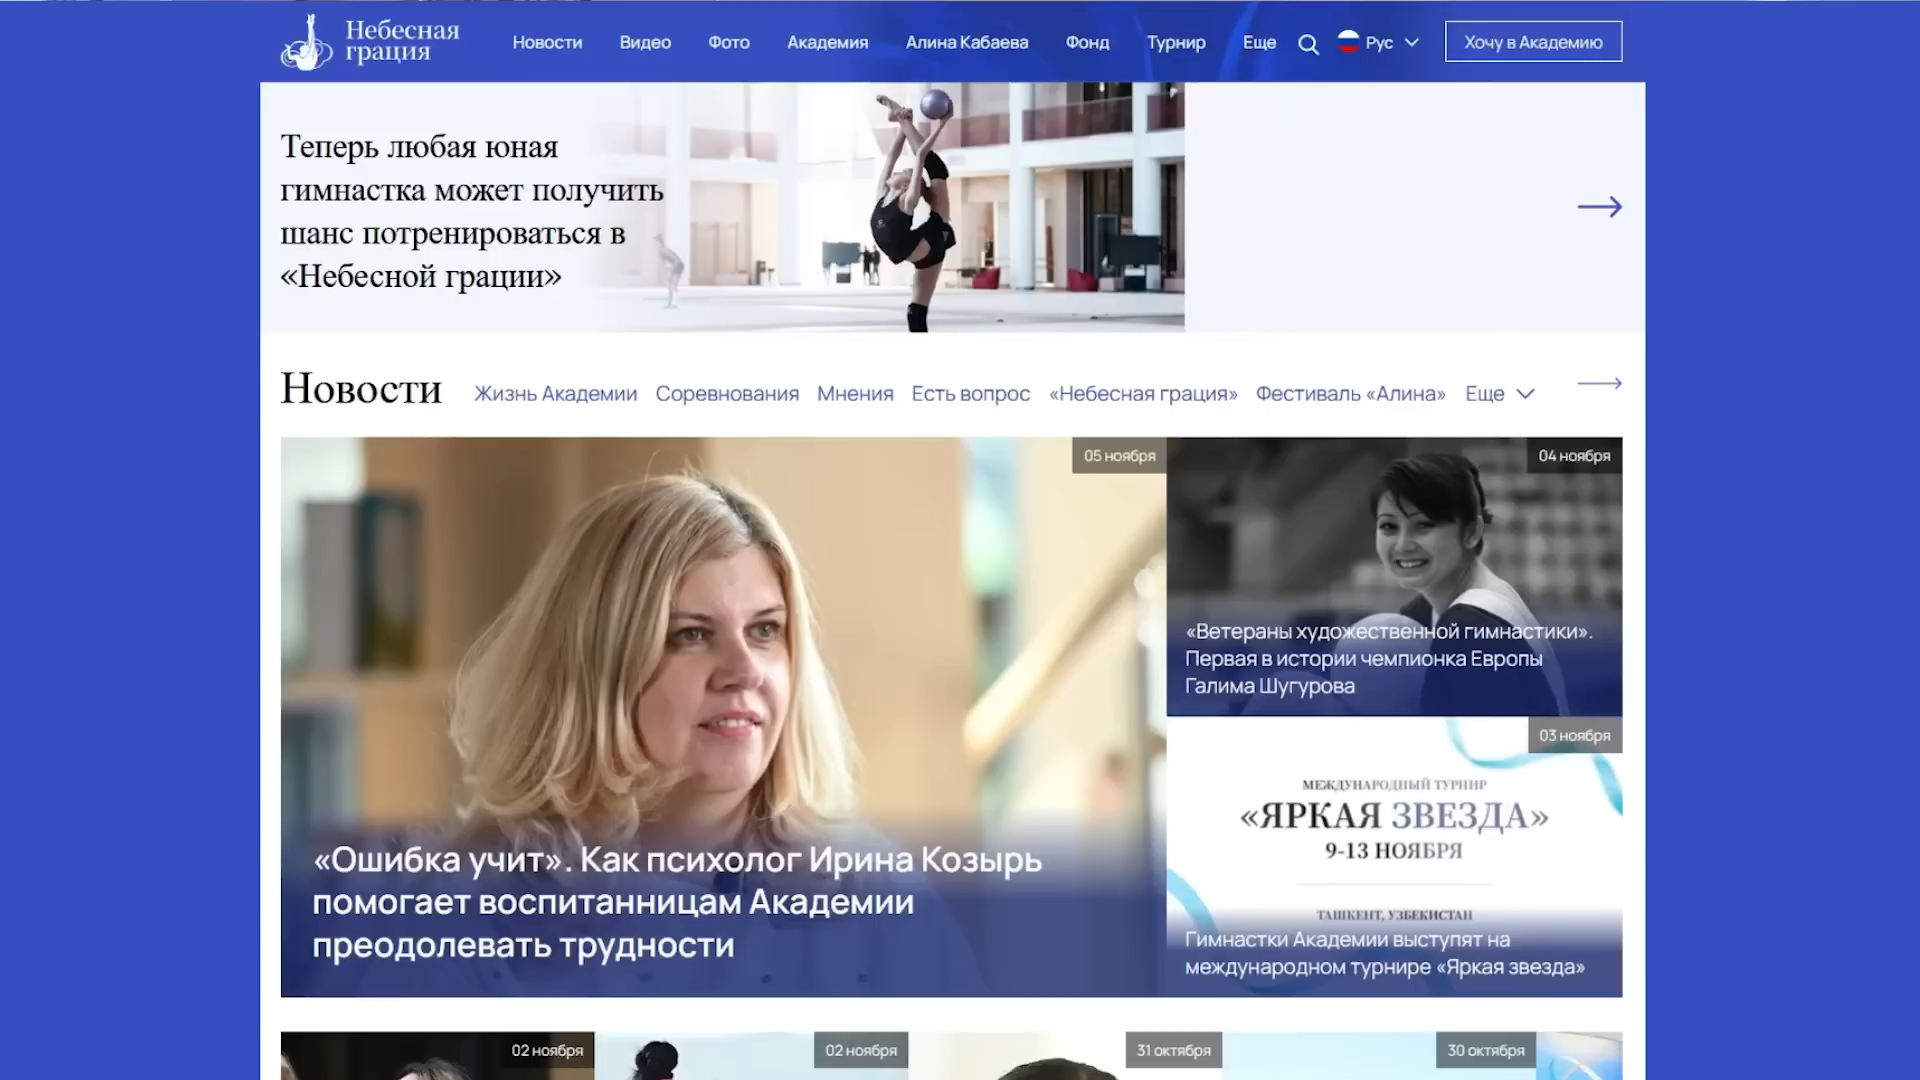 Небесная
грация
Новости
Видео
Фото
Академия
Алина Кабаева
Фонд
Турнир
Еще
Рус
Хочу в Академию
Теперь любая юная
гимнастка может получить
шанс потренироваться в
«Небесной грации»
Новости
Жизнь Академии
Соревнования
Мнения
Есть вопрос
«Небесная грация»
Фестиваль «Алина»
Еще
05 ноября
«Ошибка учит». Как психолог Ирина Козырь
помогает воспитанницам Академии
преодолевать трудности
04 ноября
«Ветераны художественной гимнастики».
Первая в истории чемпионка Европы
Галима Шугурова
03 ноября
МЕЖДУНАРОДНЫЙ ТУРНИР
«ЯРКАЯ ЗВЕЗДА»
9-13 НОЯБРЯ
ТАШКЕНТ, УЗБЕКИСТАН
Гимнастки Академии выступят на
международном турнире «Яркая звезда»
02 ноября
02 ноября
31 октября
30 октября